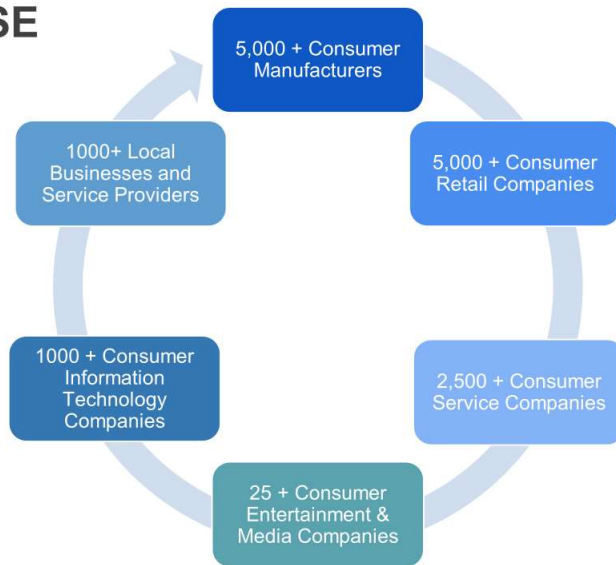 SE
5,000 + Consumer
Manufacturers
5,000 + Consumer
Retail Companies
2,500 + Consumer
Service Companies
25 + Consumer
Entertainment &
Media Companies
1000 + Consumer
Information
Technology
Companies
1000+ Local
Businesses and
Service Providers